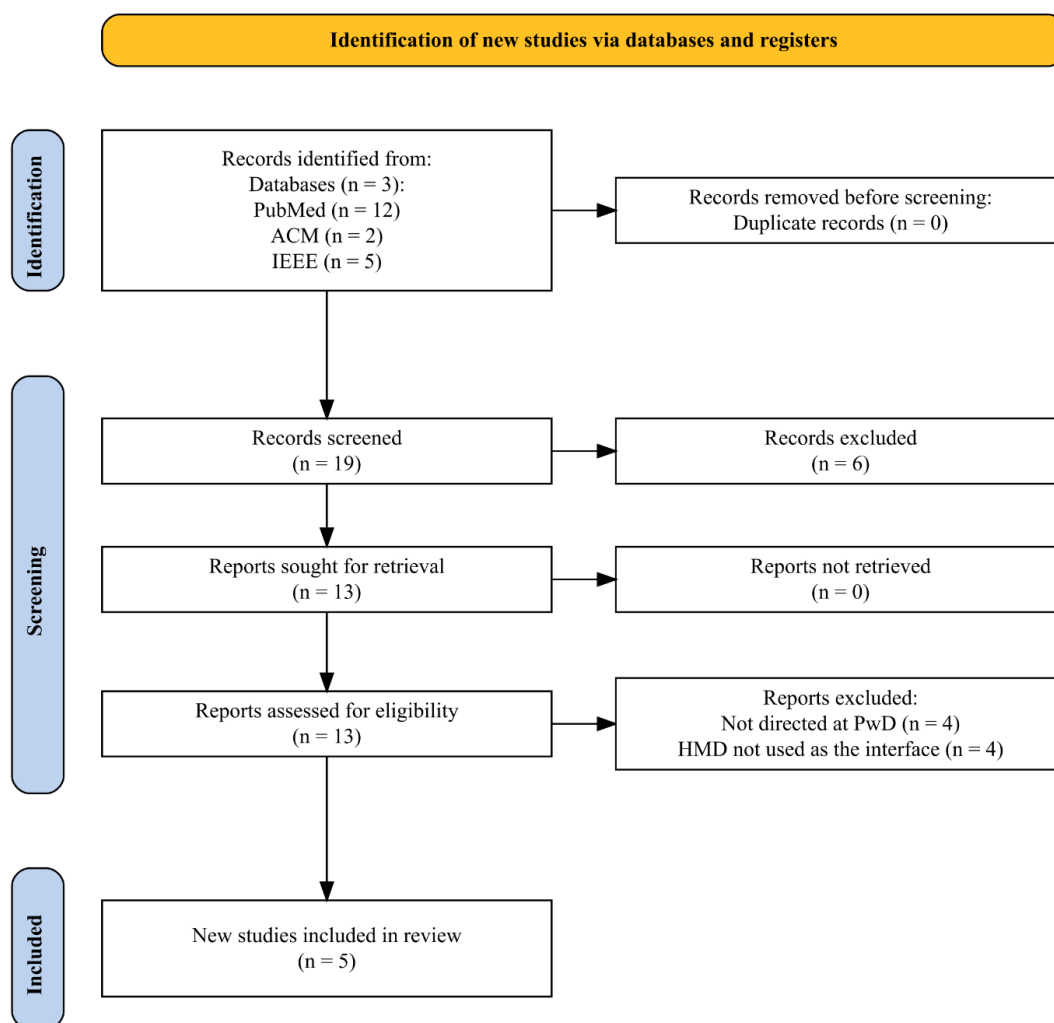 Identification of new studies via databases and registers
Identification
Records identified from:
Databases (n = 3):
PubMed (n = 12)
ACM (n = 2)
IEEE (n = 5)
Records removed before screening:
Duplicate records (n = 0)
Screening
Records screened
(n = 19)
Records excluded
(n = 6)
Reports sought for retrieval
(n = 13)
Reports not retrieved
(n = 0)
Reports assessed for eligibility
(n = 13)
Reports excluded:
Not directed at PwD (n = 4)
HMD not used as the interface (n = 4)
Included
New studies included in review
(n = 5)